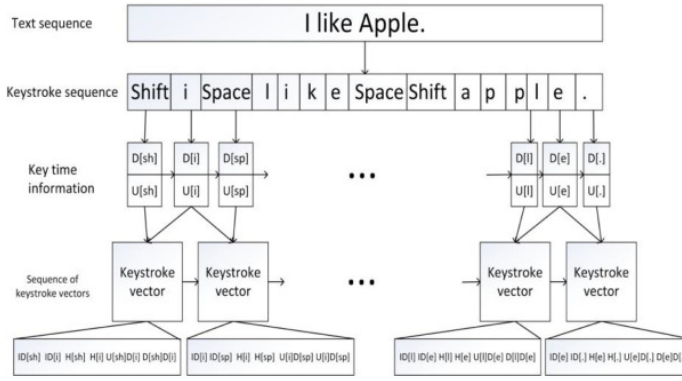 Text sequence
I like Apple.
Keystroke sequence
Shift i Space l i k e Space Shift a p p l e .
Key time
information
D[sh] D[i] D[sp] ... D[l] D[e] D[.]
U[sh] U[i] U[sp] U[l] U[e] U[.]
Sequence of
keystroke vectors
Keystroke
vector
Keystroke
vector
...
Keystroke
vector
Keystroke
vector
ID[sh] ID[i] H[sh] H[i] U[sh]D[i] D[sh]D[i]
ID[i] ID[sp] H[i] H[sp] U[i]D[sp] U[i]D[sp]
ID[l] ID[e] H[l] H[e] U[l]D[e] D[l]D[e]
ID[e] ID[.] H[e] H[.] U[e]D[.] D[e]D[